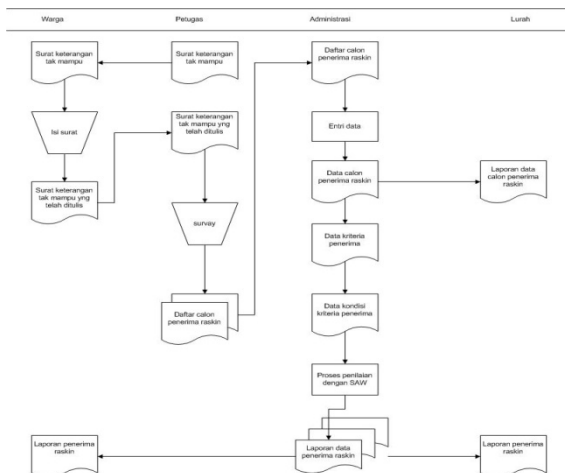 Warga
Petugas
Administrasi
Lurah
Surat keterangan
tak mampu
Surat keterangan
tak mampu
Daftar calon
penerima raskin
Isi surat
Surat keterangan
tak mampu yng
telah ditulis
Entri data
Surat keterangan
tak mampu yng
telah ditulis
Data calon
penerima raskin
Laporan data
calon penerima
raskin
survay
Data kriteria
penerima
Daftar calon
penerima raskin
Data kondisi
kriteria penerima
Proses penilaian
dengan SAW
Laporan penerima
raskin
Laporan data
penerima raskin
Laporan penerima
raskin